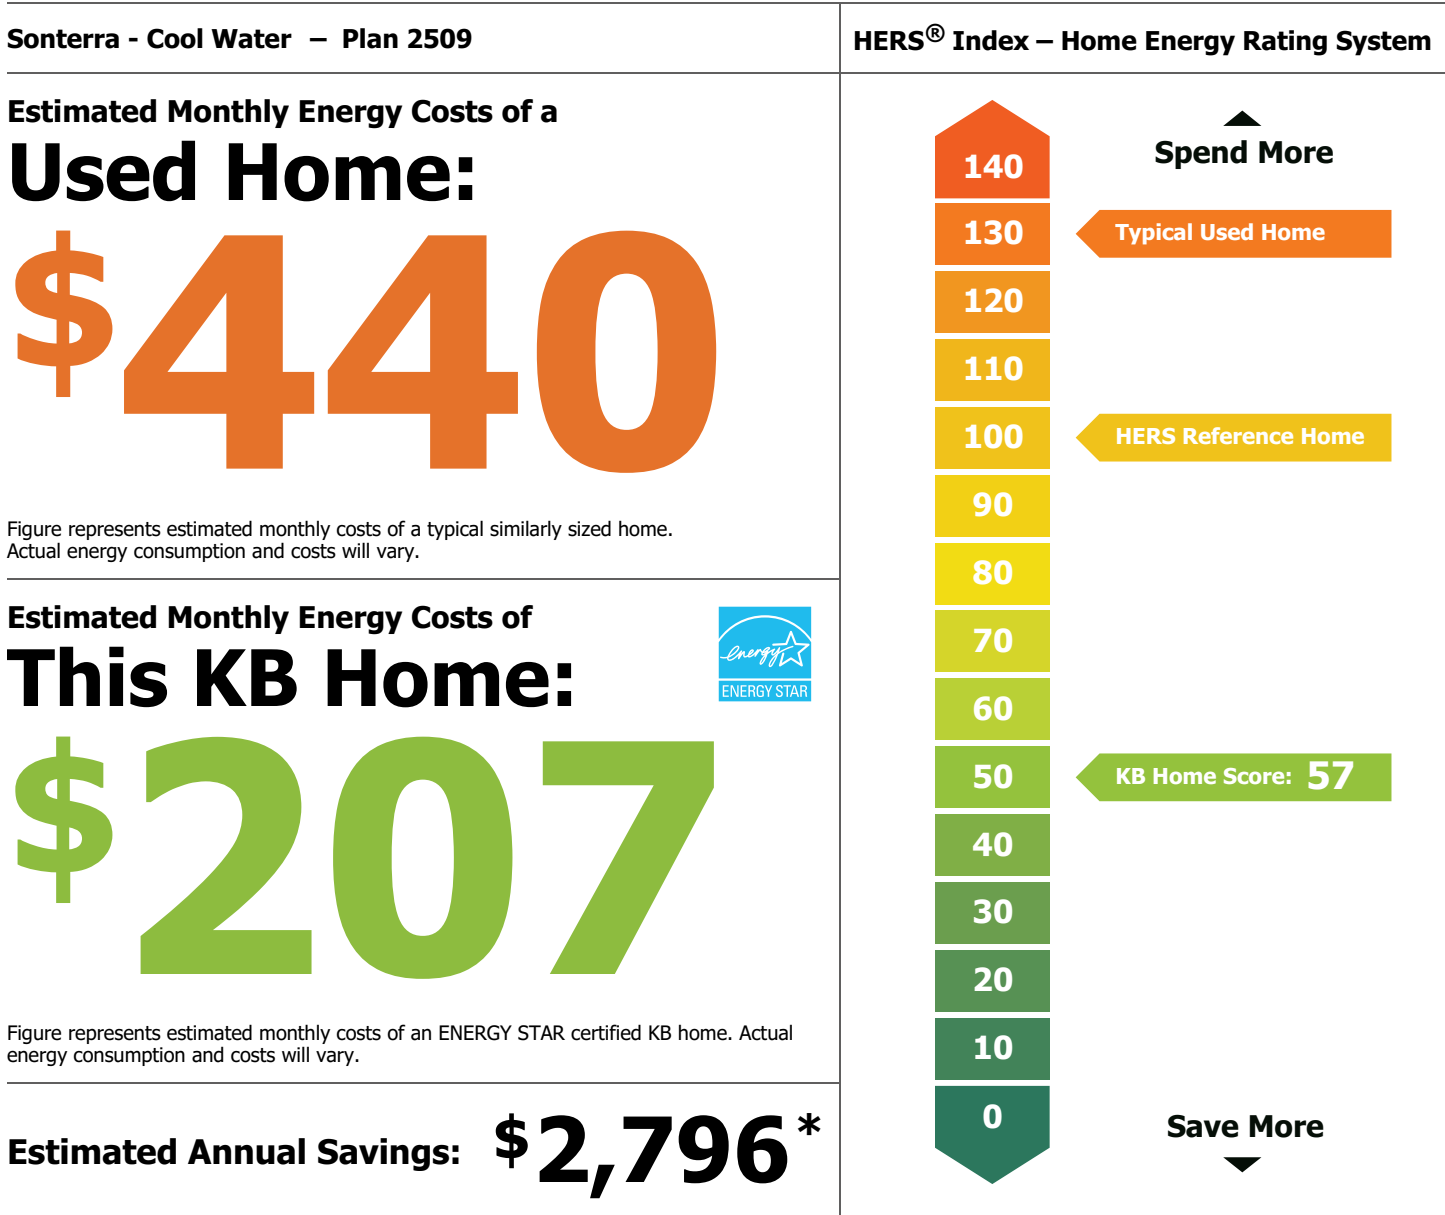 Sonterra - Cool Water – Plan 2509
Estimated Monthly Energy Costs of a
Used Home:
$440
Figure represents estimated monthly costs of a typical similarly sized home.
Actual energy consumption and costs will vary.
Estimated Monthly Energy Costs of
This KB Home:
energy
ENERGY STAR
$207
Figure represents estimated monthly costs of an ENERGY STAR certified KB home. Actual
energy consumption and costs will vary.
Estimated Annual Savings: $2,796*
HERS® Index – Home Energy Rating System
Spend More
140
130
Typical Used Home
120
110
100
HERS Reference Home
90
80
70
60
50
KB Home Score: 57
40
30
20
10
0
Save More